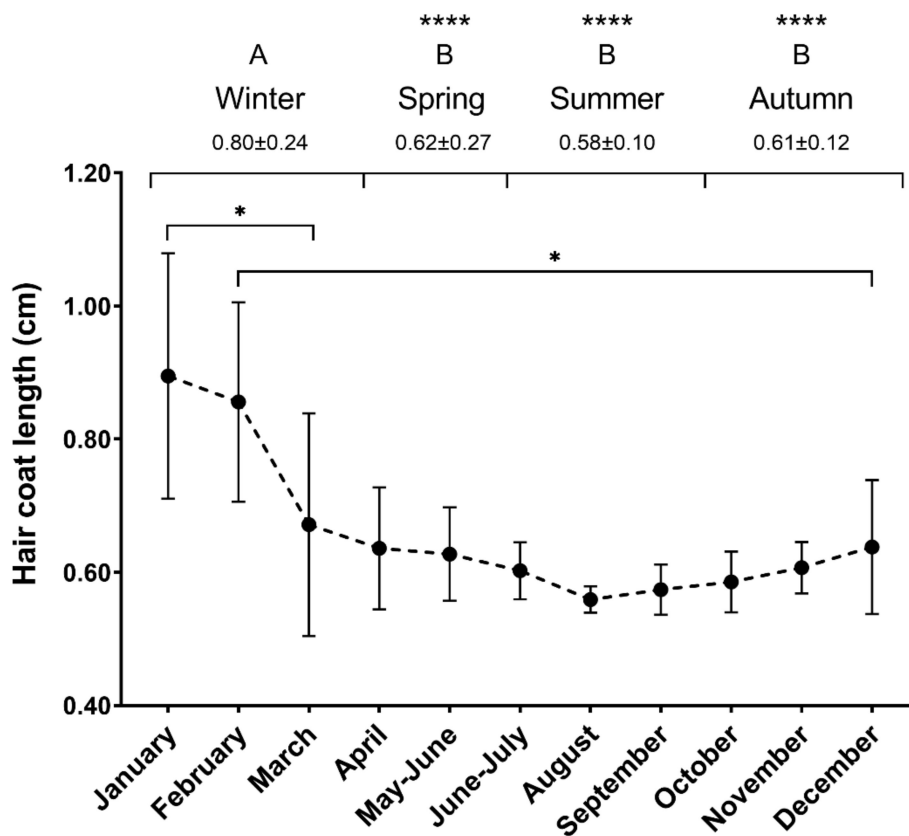 **** **** ****
A B B B
Winter Spring Summer Autumn
0.80±0.24 0.62±0.27 0.58±0.10 0.61±0.12
1.20
*
*
1.00
0.80
0.60
0.40
Hair coat length (cm)
January February March April May-June June-July August September October November December